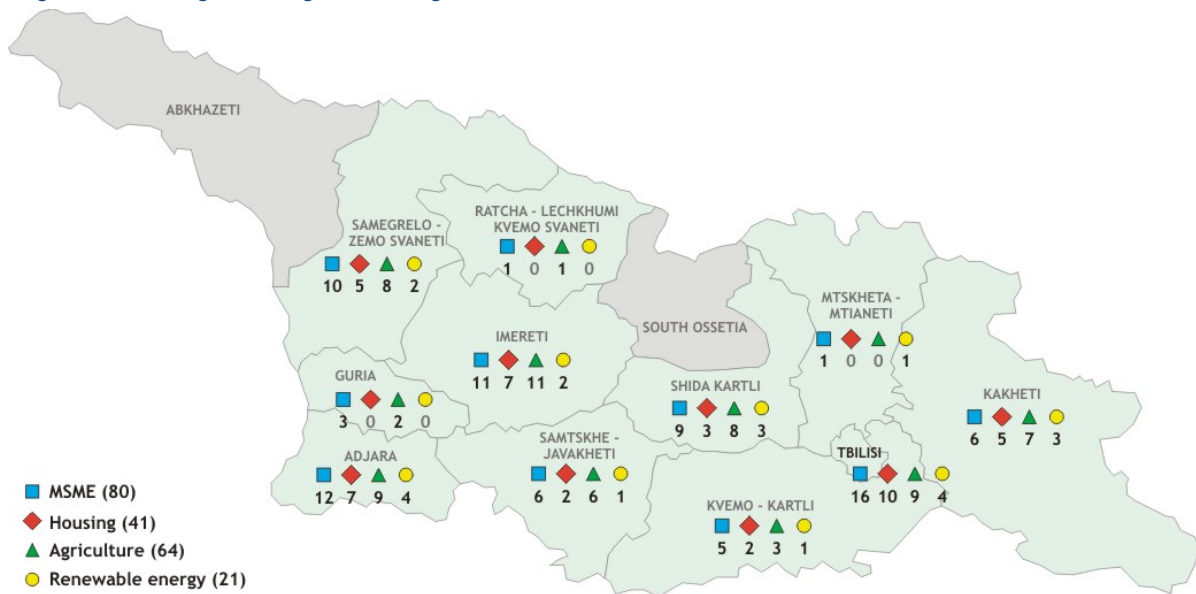 ABKHAZETI
SAMEGRELO -
ZEMO SVANETI
10 5 8 2
RATCHA - LECHKHUMI
KVEMO SVANETI
1 0 1 0
SOUTH OSSETIA
MTSKHETA -
MTIANETI
1 0 0 1
IMERETI
11 7 11 2
GURIA
3 0 2 0
SHIDA KARTLI
9 3 8 3
KAKHETI
6 5 7 3
ADJARA
12 7 9 4
SAMTSKHE -
JAVAKHETI
6 2 6 1
TBILISI
16 10 9 4
KVEMO - KARTLI
5 2 3 1
MSME (80)
Housing (41)
Agriculture (64)
Renewable energy (21)